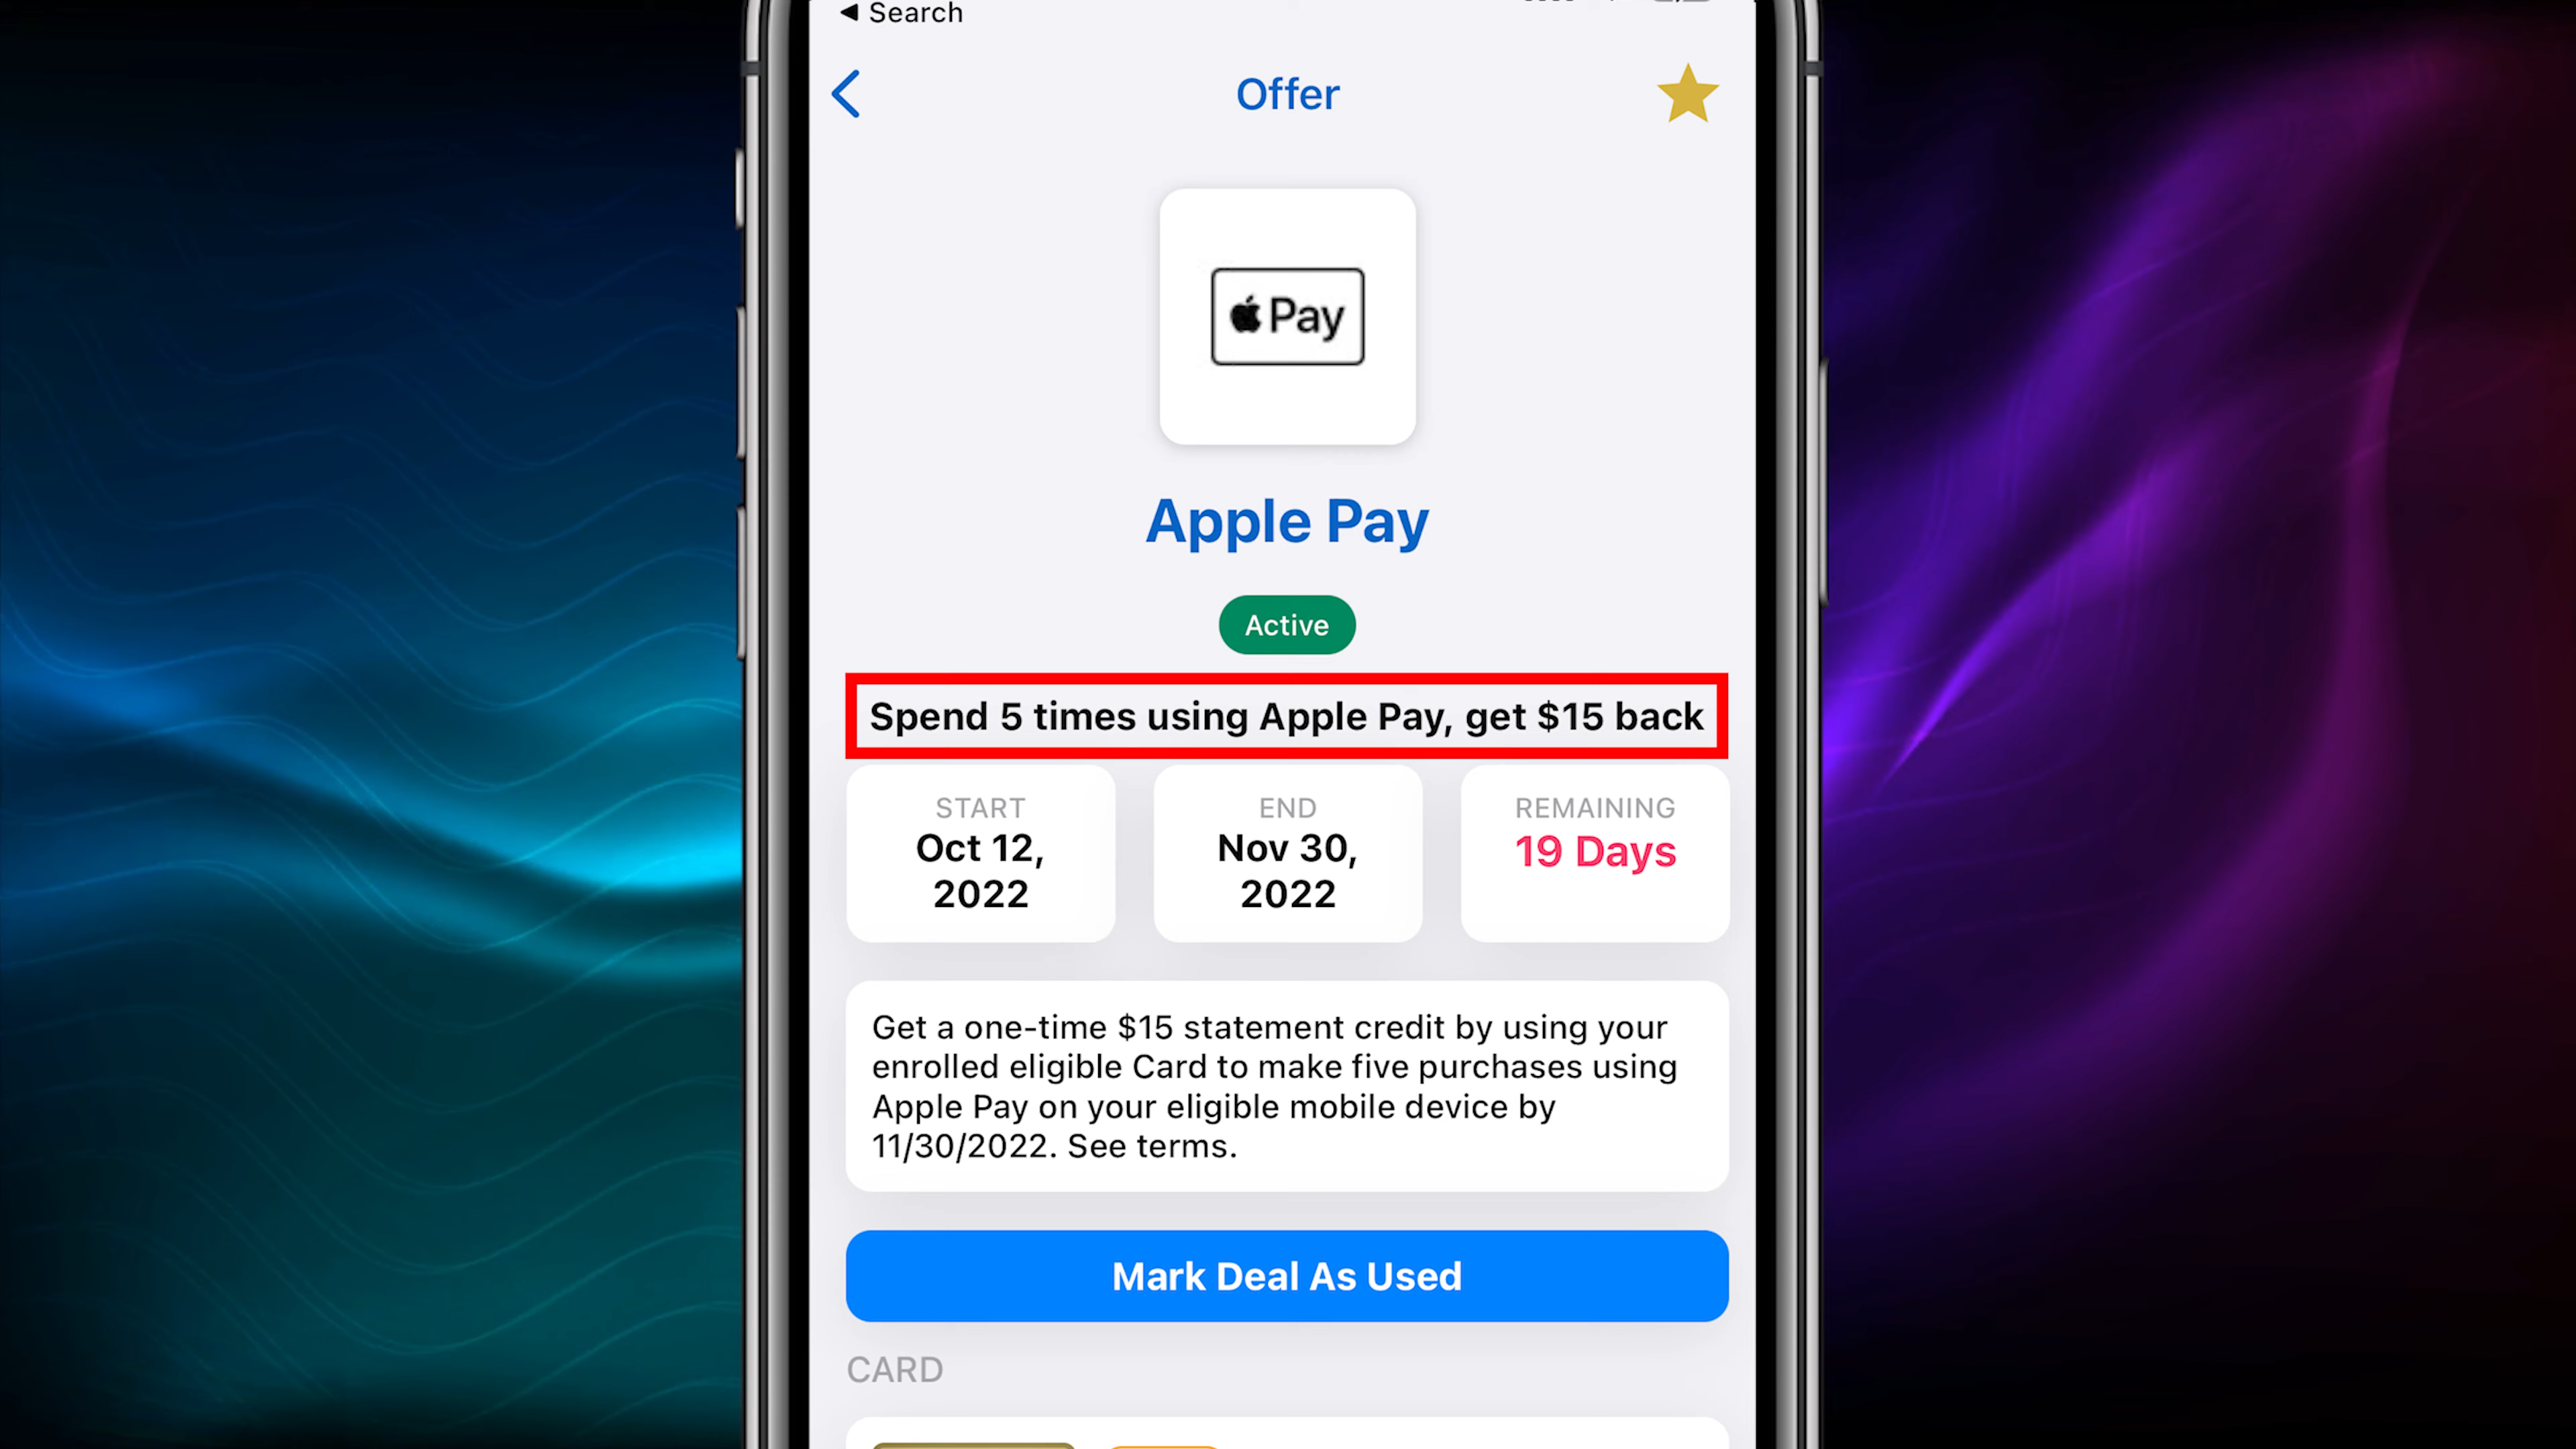 ◀ Search
Offer
Pay
Apple Pay
Active
Spend 5 times using Apple Pay, get $15 back
START
Oct 12,
2022
END
Nov 30,
2022
REMAINING
19 Days
Get a one-time $15 statement credit by using your
enrolled eligible Card to make five purchases using
Apple Pay on your eligible mobile device by
11/30/2022. See terms.
Mark Deal As Used
CARD